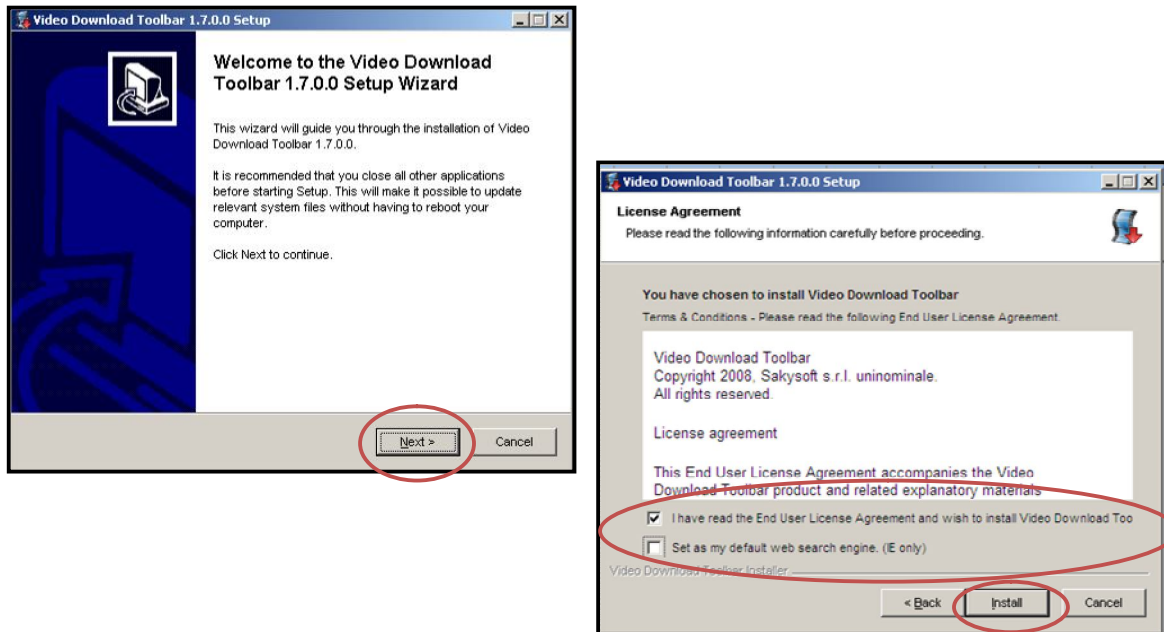 Video Download Toolbar 1.7.0.0 Setup
Welcome to the Video Download
Toolbar 1.7.0.0 Setup Wizard
This wizard will guide you through the installation of Video
Download Toolbar 1.7.0.0.
It is recommended that you close all other applications
before starting Setup. This will make it possible to update
relevant system files without having to reboot your
computer.
Click Next to continue.
Next >
Cancel
Video Download Toolbar 1.7.0.0 Setup
License Agreement
Please read the following information carefully before proceeding.
You have chosen to install Video Download Toolbar
Terms & Conditions - Please read the following End User License Agreement.
Video Download Toolbar
Copyright 2008, Sakysoft s.r.l. uninominale.
All rights reserved.
License agreement
This End User License Agreement accompanies the Video
Download Toolbar product and related explanatory materials
I have read the End User License Agreement and wish to install Video Download Too
Set as my default web search engine. (IE only)
Video Download Toolbar Installer
< Back
Install
Cancel